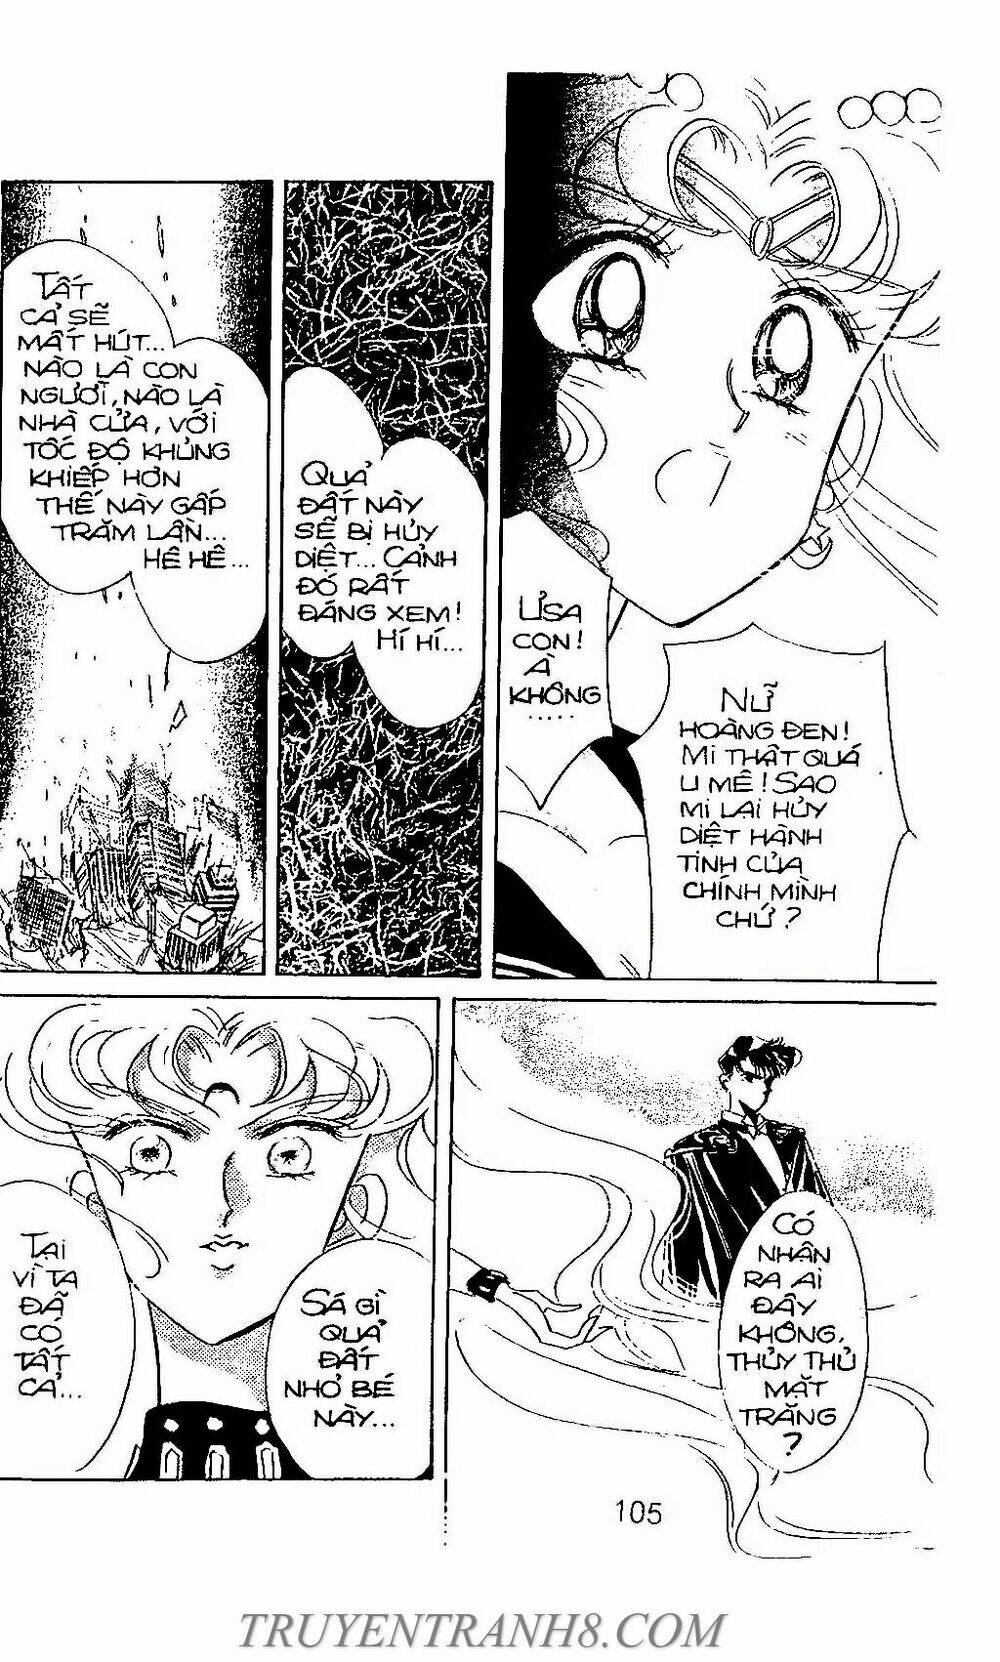 TẤT
CẢ SẼ
MẤT HÚT...
NÀO LÀ CON
NGƯƠÌ, NÀO LÀ
NHÀ CỬA, VỚI
TỐC ĐỘ KHỦNG
KHIẾP HƠN
THẾ NÀY GẤP
TRĂM LẦN...
HÊ HÊ...
QUẢ
ĐẤT NÀY
SẼ BỊ HỦY
DIỆT... CẢNH
ĐÓ RẤT
ĐÁNG XEM!
HÍ HÍ...
LISA
CON!
À
KHÔNG
.....
NỮ
HOÀNG ĐEN!
MI THẬT QUÁ
U MÊ! SAO
MI LẠI HỦY
DIỆT HÀNH
TINH CỦA
CHÍNH MÌNH
CHỨ?
TẠI
VÌ TA
ĐÃ
CÓ
TẤT
CẢ...
SÁ GÌ
QUẢ
ĐẤT
NHỎ BÉ
NÀY...
CÓ
NHẬN
RA AI
ĐÂY
KHÔNG,
THỦY THỦ
MẶT
TRĂNG
?
105
TRUYENTRANH8.COM